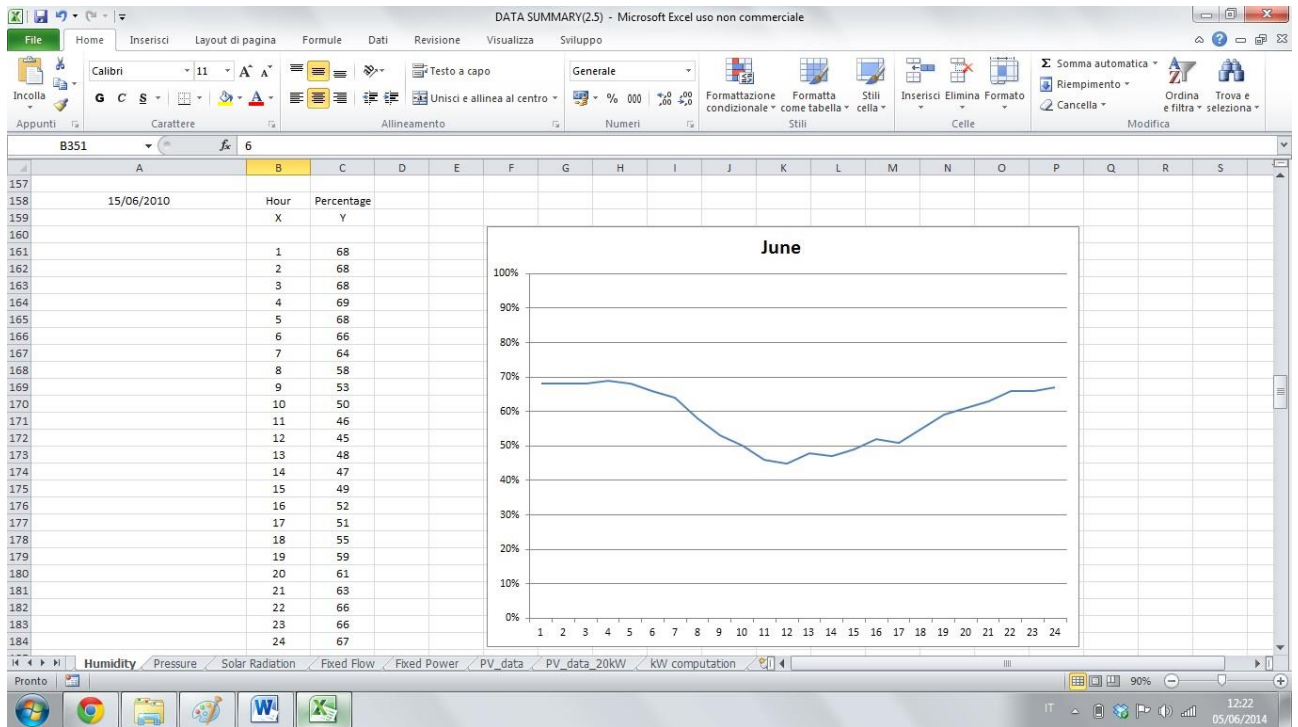 DATA SUMMARY(2.5) - Microsoft Excel uso non commerciale
File Home Inserisci Layout di pagina Formule Dati Revisione Visualizza Sviluppo
Incolla
Calibri 11
G C S
Testo a capo
Unisci e allinea al centro
Generale
% 000
Formattazione condizionale
Formatta come tabella
Stili cella
Inserisci Elimina Formato
Somma automatica
Riempimento
Cancella
Ordina e filtra
Trova e seleziona
Appunti Carattere Allineamento Numeri Stili Celle Modifica
B351 fx 6
A B C D E F G H I J K L M N O P Q R S
157
158 15/06/2010 Hour Percentage
159 X Y
160
161 1 68
162 2 68
163 3 68
164 4 69
165 5 68
166 6 66
167 7 64
168 8 58
169 9 53
170 10 50
171 11 46
172 12 45
173 13 48
174 14 47
175 15 49
176 16 52
177 17 51
178 18 55
179 19 59
180 20 61
181 21 63
182 22 66
183 23 66
184 24 67
June
100%
90%
80%
70%
60%
50%
40%
30%
20%
10%
0%
1 2 3 4 5 6 7 8 9 10 11 12 13 14 15 16 17 18 19 20 21 22 23 24
Humidity Pressure Solar Radiation Fixed Flow Fixed Power PV_data PV_data_20kW kW computation
Pronto 90%
IT 12:22
05/06/2014